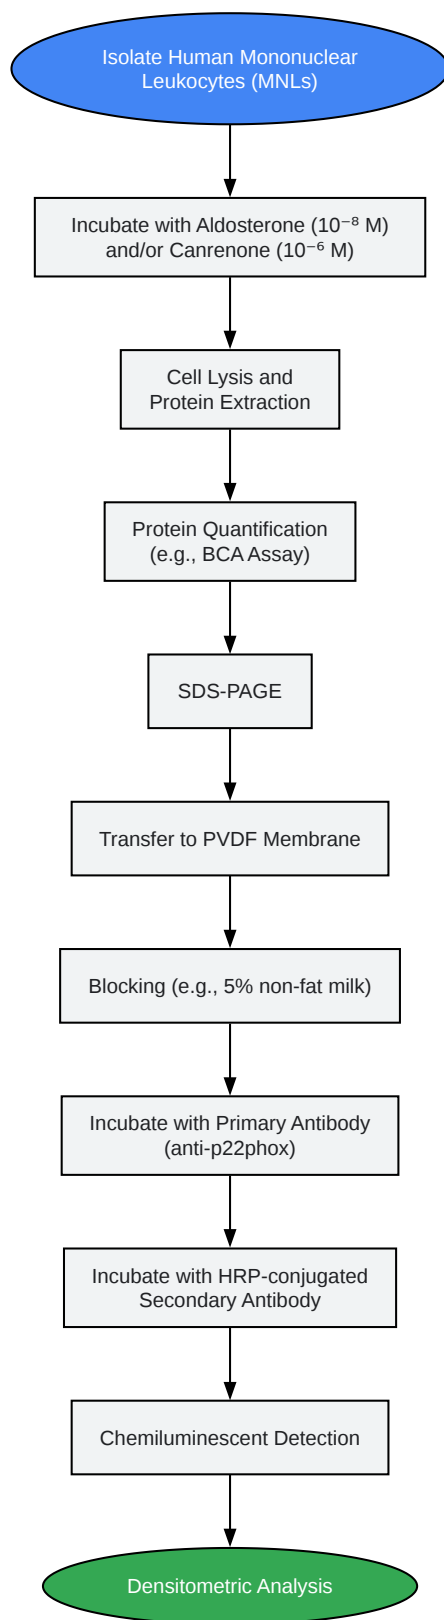 Isolate Human Mononuclear
Leukocytes (MNLs)
Incubate with Aldosterone (10⁻⁸ M)
and/or Canrenone (10⁻⁶ M)
Cell Lysis and
Protein Extraction
Protein Quantification
(e.g., BCA Assay)
SDS-PAGE
Transfer to PVDF Membrane
Blocking (e.g., 5% non-fat milk)
Incubate with Primary Antibody
(anti-p22phox)
Incubate with HRP-conjugated
Secondary Antibody
Chemiluminescent Detection
Densitometric Analysis